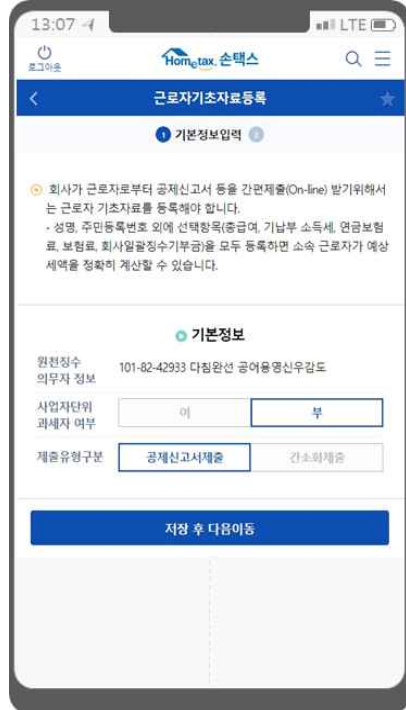 13:07 LTE
로그아웃
Hometax. 손택스
근로자기초자료등록
1 기본정보입력 2
회사가 근로자로부터 공제신고서 등을 간편제출(On-line) 받기위해서
는 근로자 기초자료를 등록해야 합니다.
- 성명, 주민등록번호 외에 선택항목(총급여, 기납부 소득세, 연금보험
료, 보험료, 회사일괄징수기부금)을 모두 등록하면 소속 근로자가 예상
세액을 정확히 계산할 수 있습니다.
기본정보
원천징수
의무자 정보
101-82-42933 다침완선 공어용영신우감도
사업자단위
과세자 여부
여 부
제출유형구분 공제신고서제출 간소화제출
저장 후 다음이동